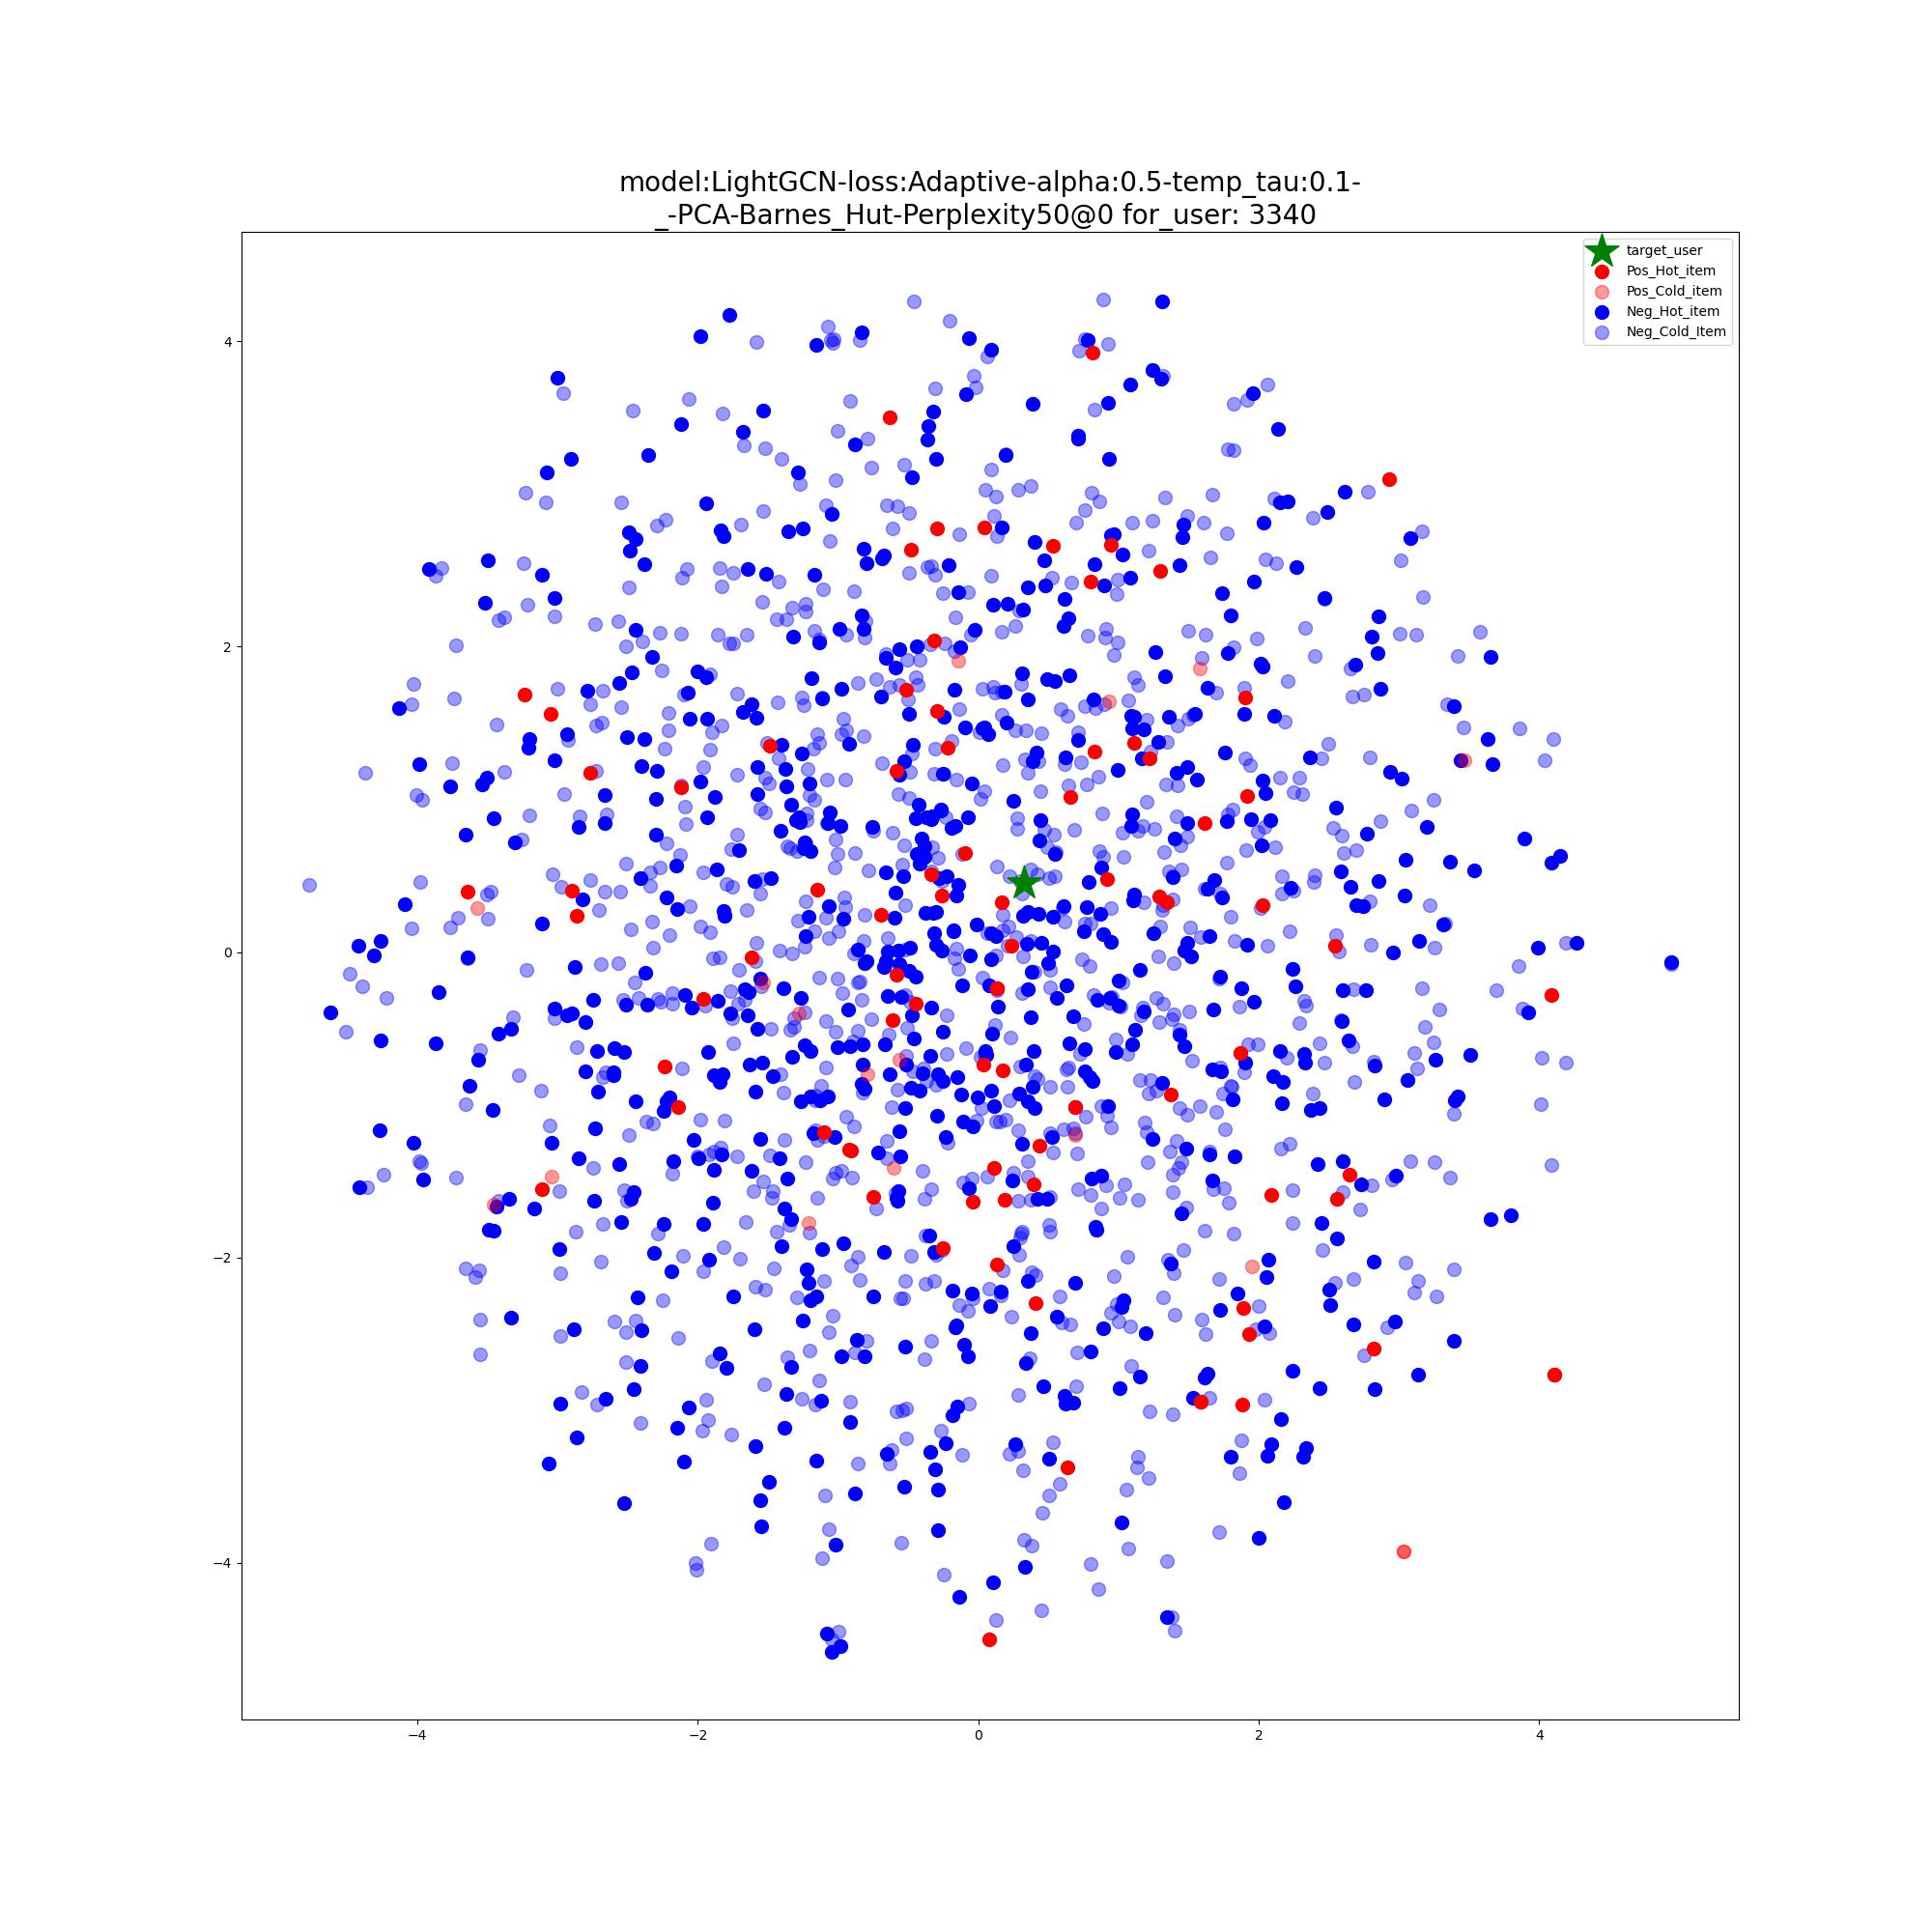 model:LightGCN-loss:Adaptive-alpha:0.5-temp_tau:0.1-
_-PCA-Barnes_Hut-Perplexity50@0 for_user: 3340
target_user
Pos_Hot_item
Pos_Cold_item
Neg_Hot_item
Neg_Cold_Item
4
2
0
−2
−4
−4
−2
0
2
4